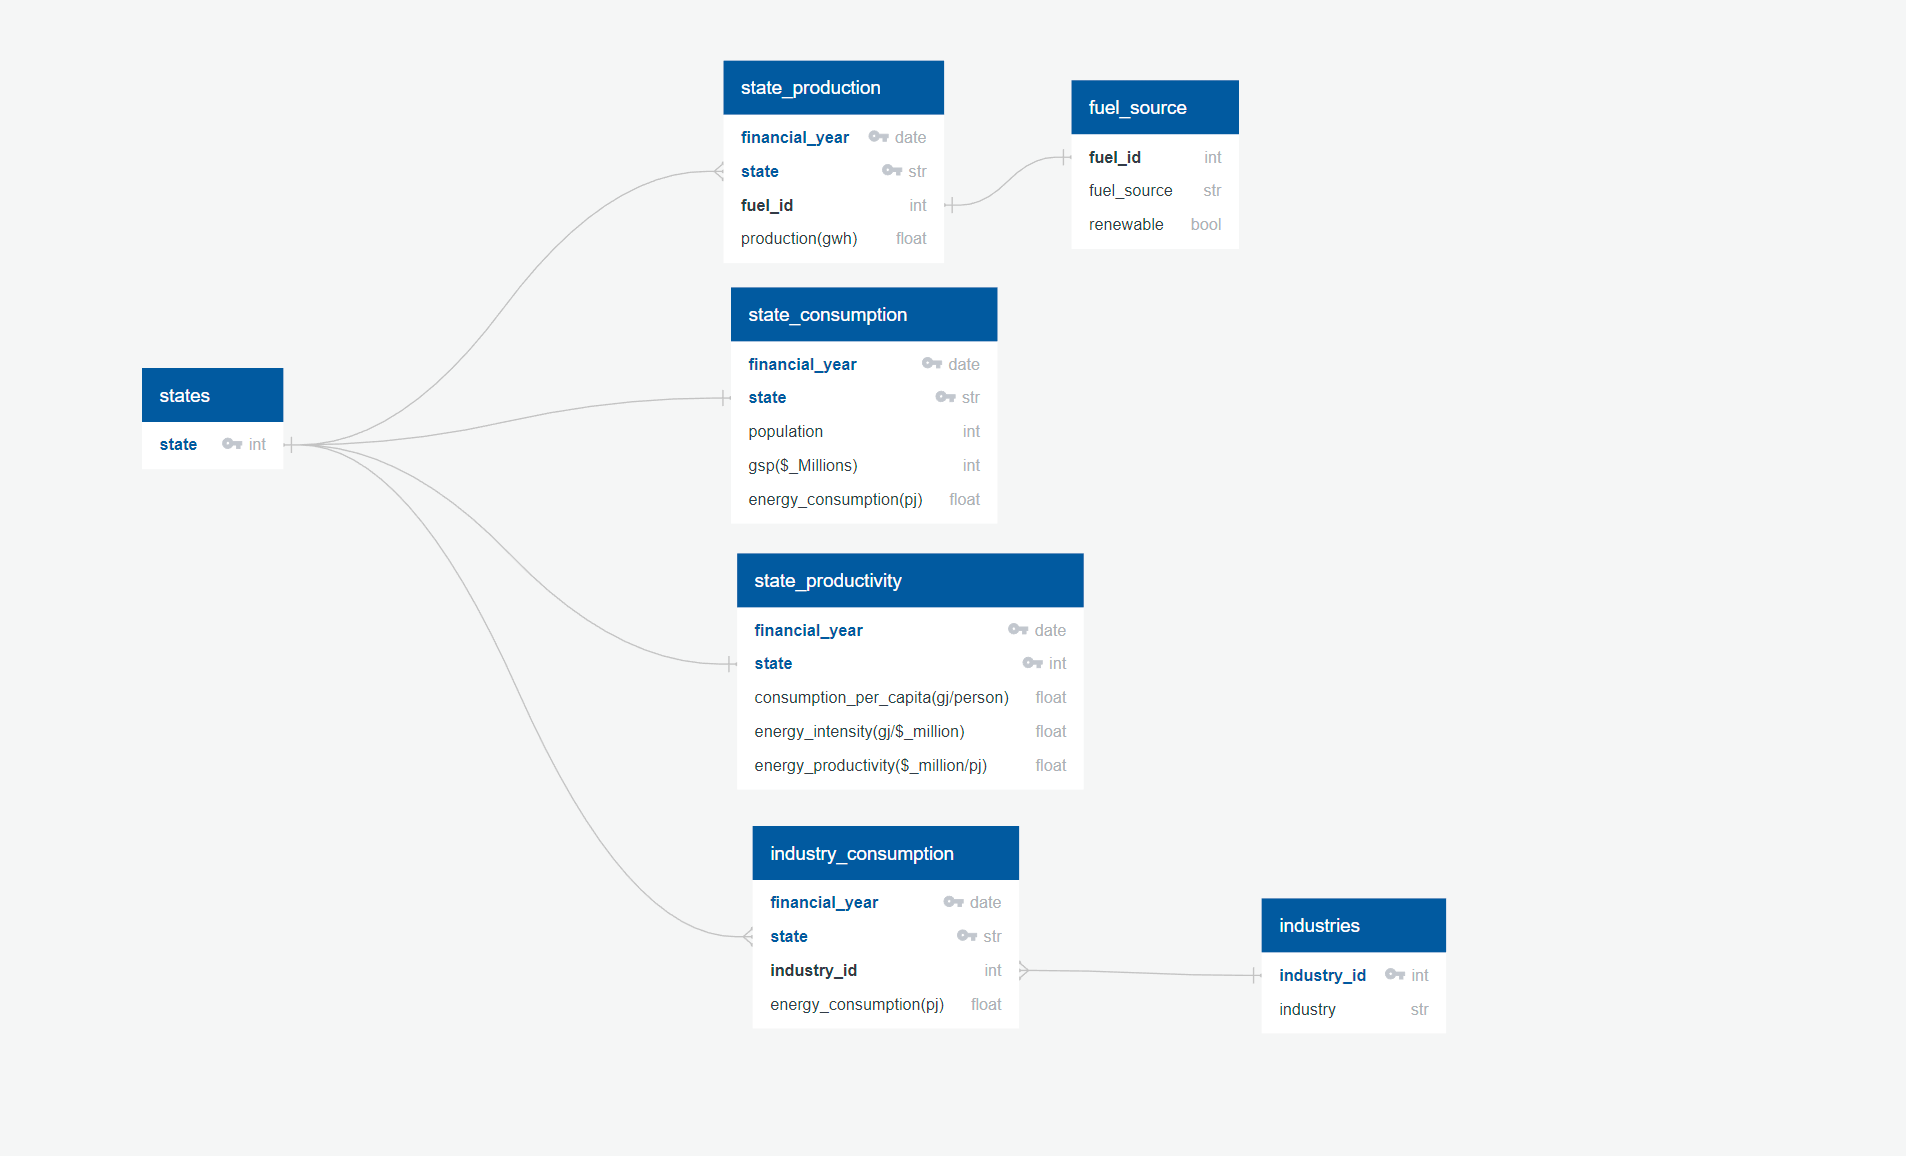 states
state int
state_production
financial_year date
state str
fuel_id int
production(gwh) float
fuel_source
fuel_id int
fuel_source str
renewable bool
state_consumption
financial_year date
state str
population int
gsp($_Millions) int
energy_consumption(pj) float
state_productivity
financial_year date
state int
consumption_per_capita(gj/person) float
energy_intensity(gj/$_million) float
energy_productivity($_million/pj) float
industry_consumption
financial_year date
state str
industry_id int
energy_consumption(pj) float
industries
industry_id int
industry str